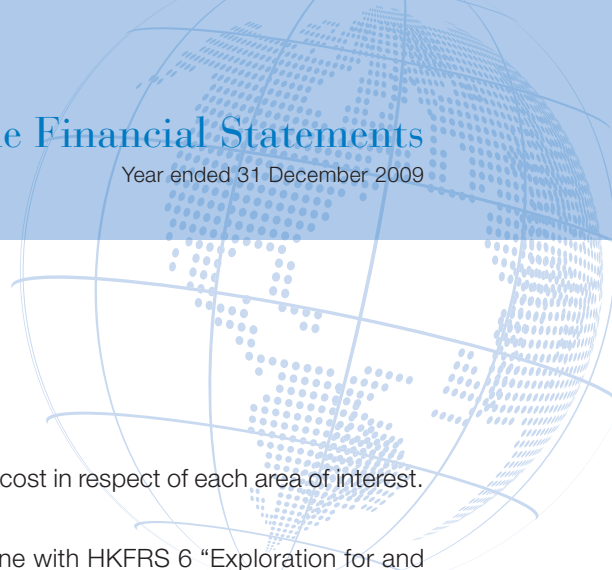 e Financial Statements
Year ended 31 December 2009
cost in respect of each area of interest.
ne with HKFRS 6 “Exploration for and